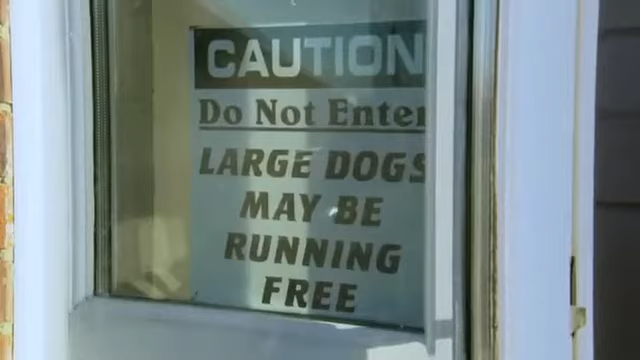 CAUTION
Do Not Enter
LARGE DOGS
MAY BE
RUNNING
FREE